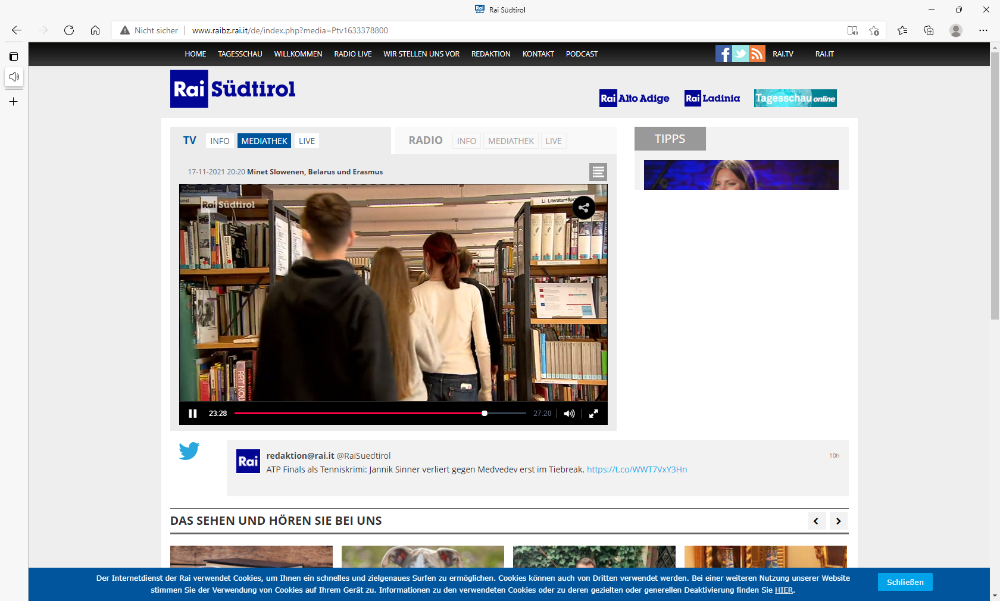 Rai Südtirol
Nicht sicher
www.raibz.rai.it/de/index.php?media=Ptv1633378800
HOME TAGESSCHAU WILLKOMMEN RADIO LIVE WIR STELLEN UNS VOR REDAKTION KONTAKT PODCAST RAI.TV RAI.IT
Rai Südtirol
Rai Alto Adige Rai Ladinia Tagesschau online
TV INFO MEDIATHEK LIVE RADIO INFO MEDIATHEK LIVE TIPPS
17-11-2021 20:20 Minet Slowenen, Belarus und Erasmus
Li Literatur+Spr
Rai Südtirol
ART NOU
23:28 27:20
redaktion@rai.it @RaiSuedtirol 10h
Rai
ATP Finals als Tenniskrimi: Jannik Sinner verliert gegen Medvedev erst im Tiebreak. https://t.co/WWT7VxY3Hn
DAS SEHEN UND HÖREN SIE BEI UNS
Der Internetdienst der Rai verwendet Cookies, um Ihnen ein schnelles und zielgenaues Surfen zu ermöglichen. Cookies können auch von Dritten verwendet werden. Bei einer weiteren Nutzung unserer Website
stimmen Sie der Verwendung von Cookies auf Ihrem Gerät zu. Informationen zu den verwendeten Cookies oder zu deren gezielten oder generellen Deaktivierung finden Sie HIER.
Schließen